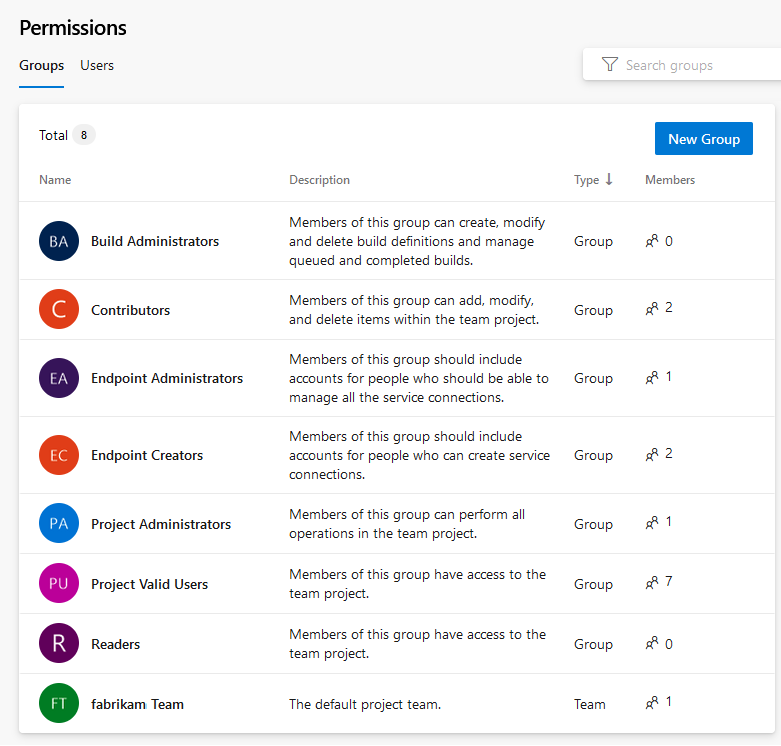 Permissions
Groups Users
Search groups
Total 8
New Group
Name Description Type ↓ Members
BA Build Administrators
Members of this group can create, modify
and delete build definitions and manage
queued and completed builds.
Group 0
C Contributors
Members of this group can add, modify,
and delete items within the team project.
Group 2
EA Endpoint Administrators
Members of this group should include
accounts for people who should be able to
manage all the service connections.
Group 1
EC Endpoint Creators
Members of this group should include
accounts for people who can create service
connections.
Group 2
PA Project Administrators
Members of this group can perform all
operations in the team project.
Group 1
PU Project Valid Users
Members of this group have access to the
team project.
Group 7
R Readers
Members of this group have access to the
team project.
Group 0
FT fabrikam Team
The default project team.
Team 1